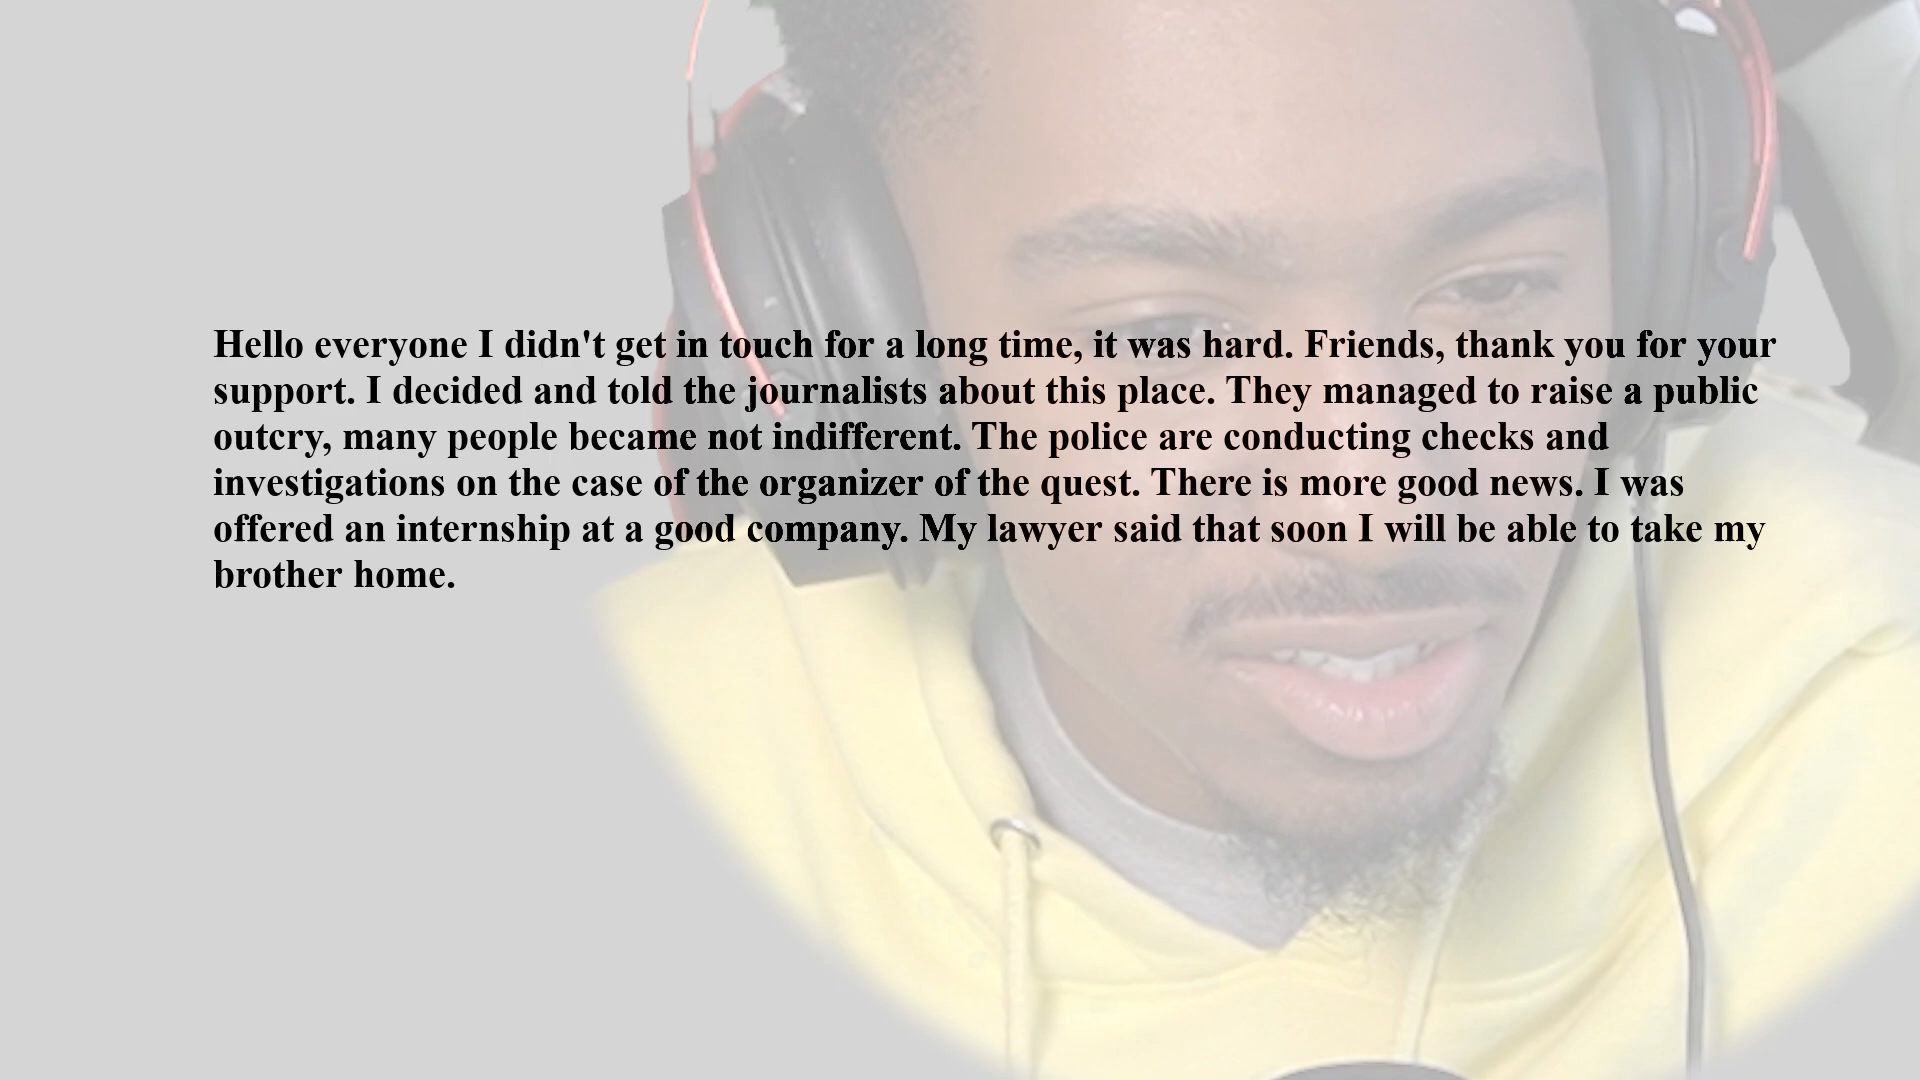 Hello everyone I didn't get in touch for a long time, it was hard. Friends, thank you for your
support. I decided and told the journalists about this place. They managed to raise a public
outcry, many people became not indifferent. The police are conducting checks and
investigations on the case of the organizer of the quest. There is more good news. I was
offered an internship at a good company. My lawyer said that soon I will be able to take my
brother home.